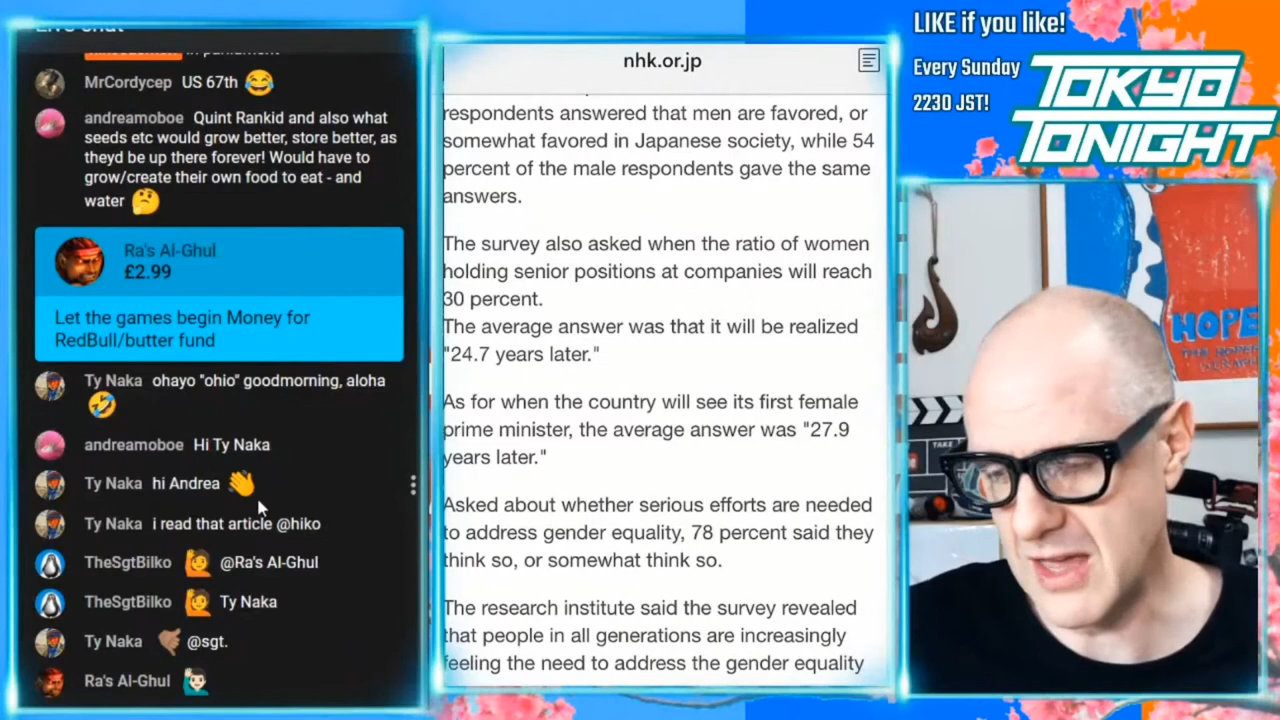 Live chat
in parliament
MrCordycep US 67th 😂
andreamoboe Quint Rankid and also what
seeds etc would grow better, store better, as
theyd be up there forever! Would have to
grow/create their own food to eat - and
water 🤔
Ra's Al-Ghul
£2.99
Let the games begin Money for
RedBull/butter fund
Ty Naka ohayo "ohio" goodmorning, aloha
🤣
andreamoboe Hi Ty Naka
Ty Naka hi Andrea 👋
Ty Naka i read that article @hiko
TheSgtBilko 🙋 @Ra's Al-Ghul
TheSgtBilko 🙋 Ty Naka
Ty Naka 🤙🏽 @sgt.
Ra's Al-Ghul 🙋🏻‍♂️
nhk.or.jp
respondents answered that men are favored, or
somewhat favored in Japanese society, while 54
percent of the male respondents gave the same
answers.
The survey also asked when the ratio of women
holding senior positions at companies will reach
30 percent.
The average answer was that it will be realized
"24.7 years later."
As for when the country will see its first female
prime minister, the average answer was "27.9
years later."
Asked about whether serious efforts are needed
to address gender equality, 78 percent said they
think so, or somewhat think so.
The research institute said the survey revealed
that people in all generations are increasingly
feeling the need to address the gender equality
LIKE if you like!
Every Sunday
2230 JST!
TOKYO
TONIGHT
HOPE
TAKE